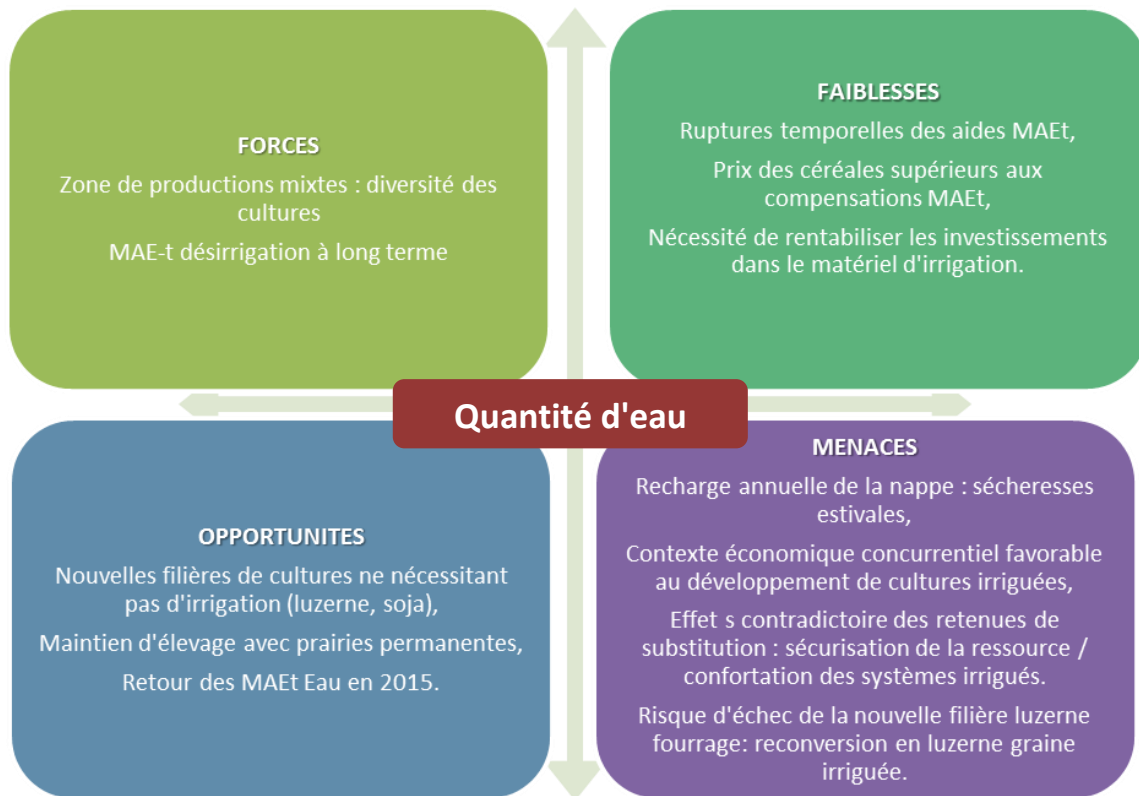 FORCES
Zone de productions mixtes : diversité des
cultures
MAE-t désirrigation à long terme
FAIBLESSES
Ruptures temporelles des aides MAEt,
Prix des céréales supérieurs aux
compensations MAEt,
Nécessité de rentabiliser les investissements
dans le matériel d'irrigation.
Quantité d'eau
OPPORTUNITES
Nouvelles filières de cultures ne nécessitant
pas d'irrigation (luzerne, soja),
Maintien d'élevage avec prairies permanentes,
Retour des MAEt Eau en 2015.
MENACES
Recharge annuelle de la nappe : sécheresses
estivales,
Contexte économique concurrentiel favorable
au développement de cultures irriguées,
Effet s contradictoire des retenues de
substitution : sécurisation de la ressource /
confortation des systèmes irrigués.
Risque d'échec de la nouvelle filière luzerne
fourrage: reconversion en luzerne graine
irriguée.